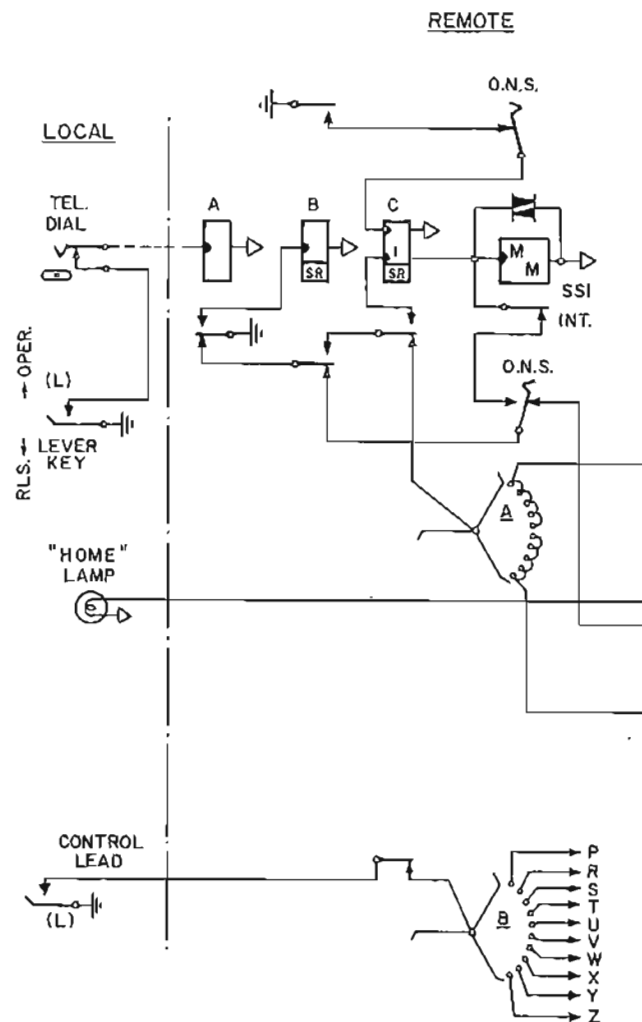 REMOTE
O.N.S.
LOCAL
TEL.
DIAL
A
B
C
SR
I
SR
M
M
SSI
INT.
O.N.S.
OPER.
(L)
LEVER
KEY
RLS.
A
"HOME"
LAMP
CONTROL
LEAD
(L)
B
P
R
S
T
U
V
W
X
Y
Z